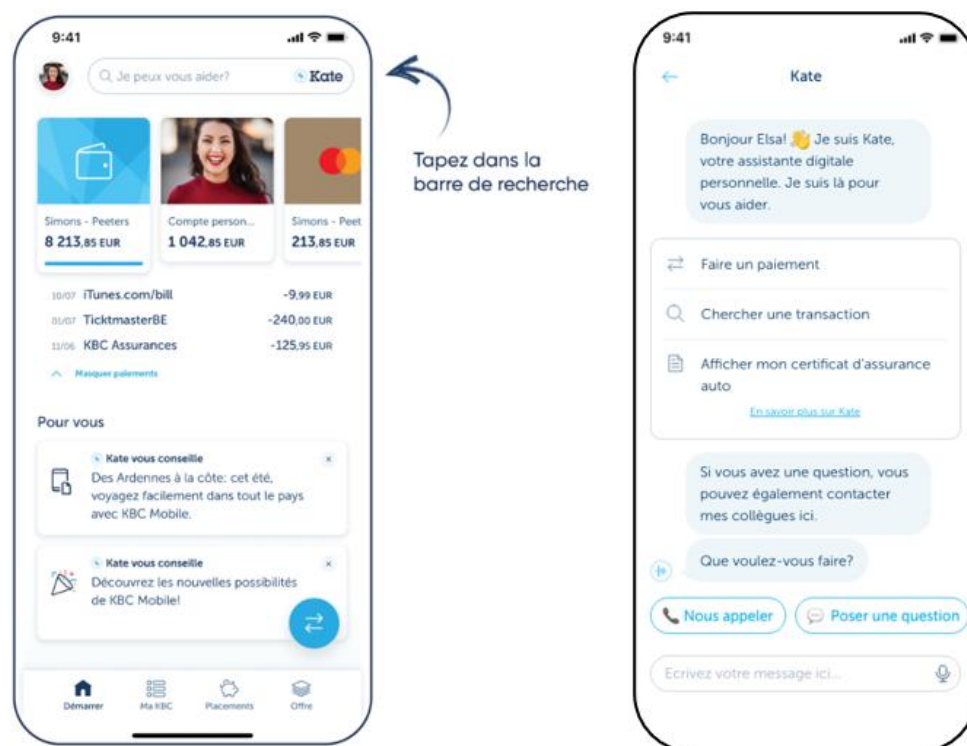 9:41
Je peux vous aider?
Kate
Simons - Peeters
8 213,85 EUR
Compte person...
1 042,85 EUR
Simons - Peet
213,85 EUR
10/07 iTunes.com/bill -9,99 EUR
01/07 TicktmasterBE -240,00 EUR
11/06 KBC Assurances -125,95 EUR
Masquer paiements
Pour vous
Kate vous conseille
Des Ardennes à la côte: cet été,
voyagez facilement dans tout le pays
avec KBC Mobile.
Kate vous conseille
Découvrez les nouvelles possibilités
de KBC Mobile!
Démarrer
Ma KBC
Placements
Offre
Tapez dans la
barre de recherche
9:41
Kate
Bonjour Elsa! 👋 Je suis Kate,
votre assistante digitale
personnelle. Je suis là pour
vous aider.
Faire un paiement
Chercher une transaction
Afficher mon certificat d'assurance
auto
En savoir plus sur Kate
Si vous avez une question, vous
pouvez également contacter
mes collègues ici.
Que voulez-vous faire?
Nous appeler
Poser une question
Ecrivez votre message ici...